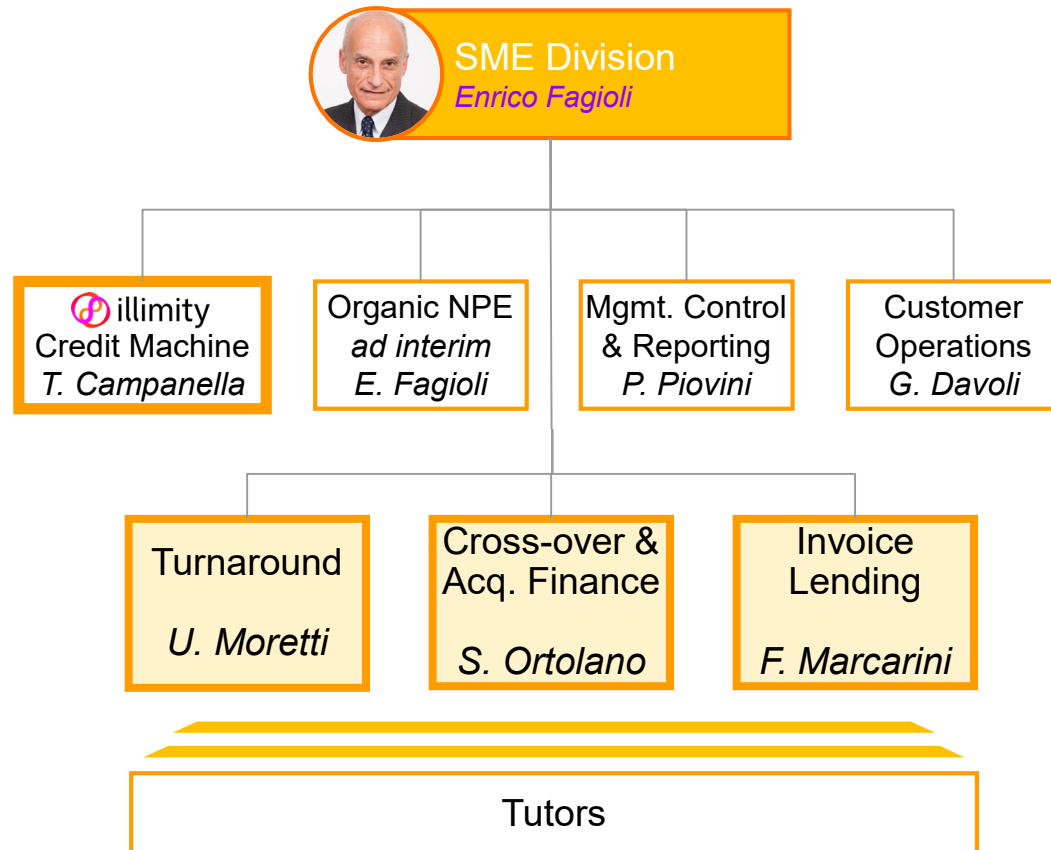 SME Division
Enrico Fagioli
illimity
Credit Machine
T. Campanella
Organic NPE
ad interim
E. Fagioli
Mgmt. Control
& Reporting
P. Piovini
Customer
Operations
G. Davoli
Turnaround
U. Moretti
Cross-over &
Acq. Finance
S. Ortolano
Invoice
Lending
F. Marcarini
Tutors